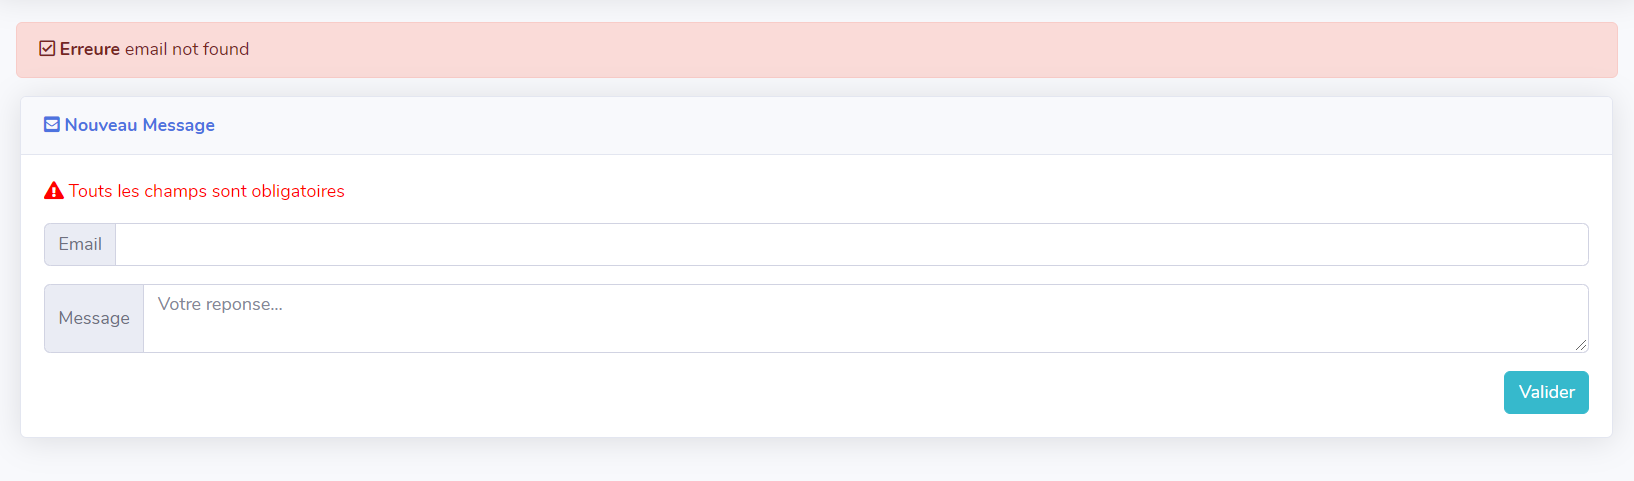 Erreure email not found
Nouveau Message
Touts les champs sont obligatoires
Email
Message
Votre reponse...
Valider